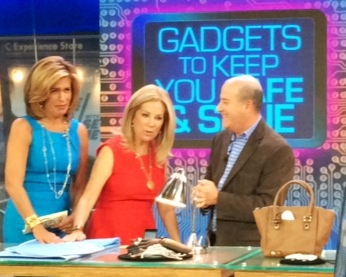 C Experience Store
GADGETS
TO KEEP
YOU
& S